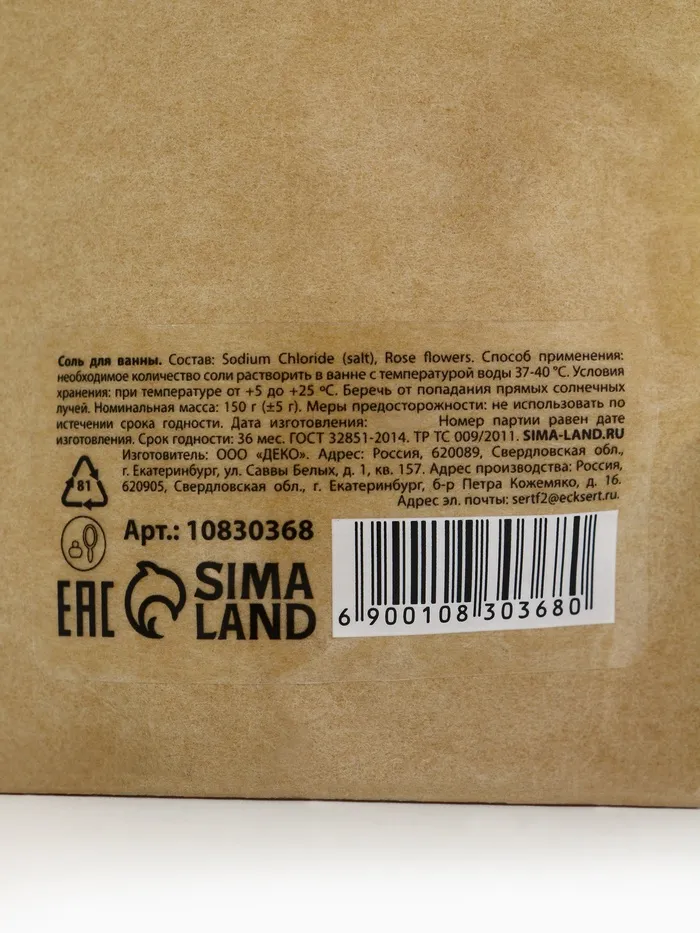 Соль для ванны. Состав: Sodium Chloride (salt), Rose flowers. Способ применения:
необходимое количество соли растворить в ванне с температурой воды 37-40 °С. Условия
хранения: при температуре от +5 до +25 ºС. Беречь от попадания прямых солнечных
лучей. Номинальная масса: 150 г (±5 г). Меры предосторожности: не использовать по
истечении срока годности. Дата изготовления: Номер партии равен дате
изготовления. Срок годности: 36 мес. ГОСТ 32851-2014. ТР ТС 009/2011. SIMA-LAND.RU
Изготовитель: ООО «ДЕКО». Адрес: Россия, 620089, Свердловская обл.,
г. Екатеринбург, ул. Саввы Белых, д. 1, кв. 157. Адрес производства: Россия,
620905, Свердловская обл., г. Екатеринбург, б-р Петра Кожемяко, д. 16.
Адрес эл. почты: sertf2@ecksert.ru.
81
Арт.: 10830368
EAC
SIMA
LAND
6 900108 303680